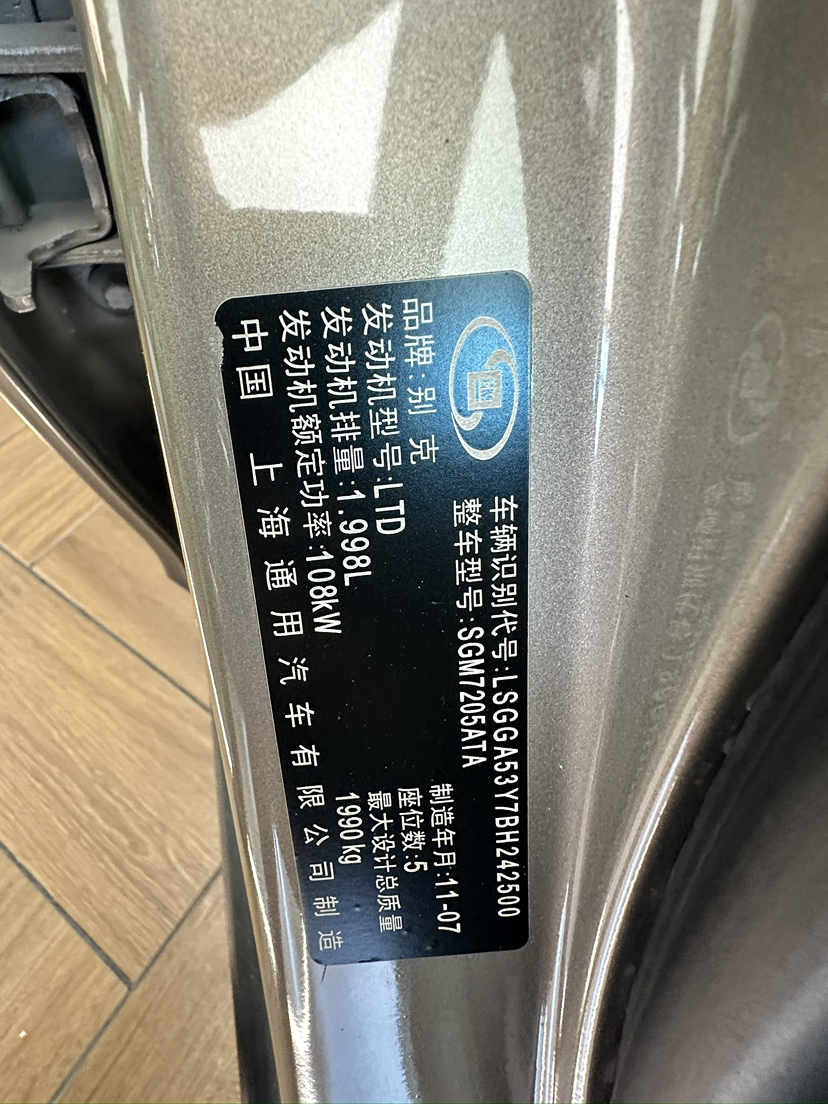 车辆识别代号:LSGGA53Y7BH242500
整车型号:SGM7205ATA
品牌:别克
制造年月:11-07
发动机型号:LTD
座位数:5
发动机排量:1.998L
最大设计总质量
发动机额定功率:108kW
1990kg
中国 上海通用汽车有限公司制造